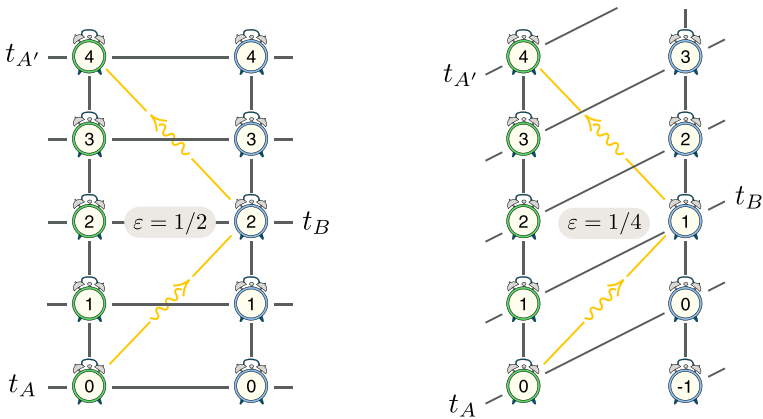 t_{A'} 4 4
3 3
2 ε = 1/2 2 t_B
1 1
t_A 0 0
t_{A'} 4 3
3 2
2 ε = 1/4 1 t_B
1 0
t_A 0 -1